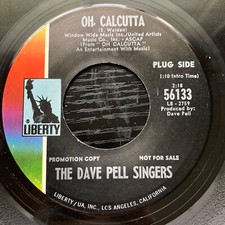 OH, CALCUTTA
(S. Walden)
Window Wide Music Inc./United
Artists
Music Co., Inc. - ASCAP
(From "OH CALCUTTA"
An Entertainment With Music)
PLUG SIDE
(:10 Intro Time)
2:18
56133
LB - 2759
Produced by:
Dave Pell
LIBERTY
PROMOTION COPY
NOT FOR SALE
THE DAVE PELL SINGERS
LIBERTY/UA, INC., LOS ANGELES, CALIFORNIA